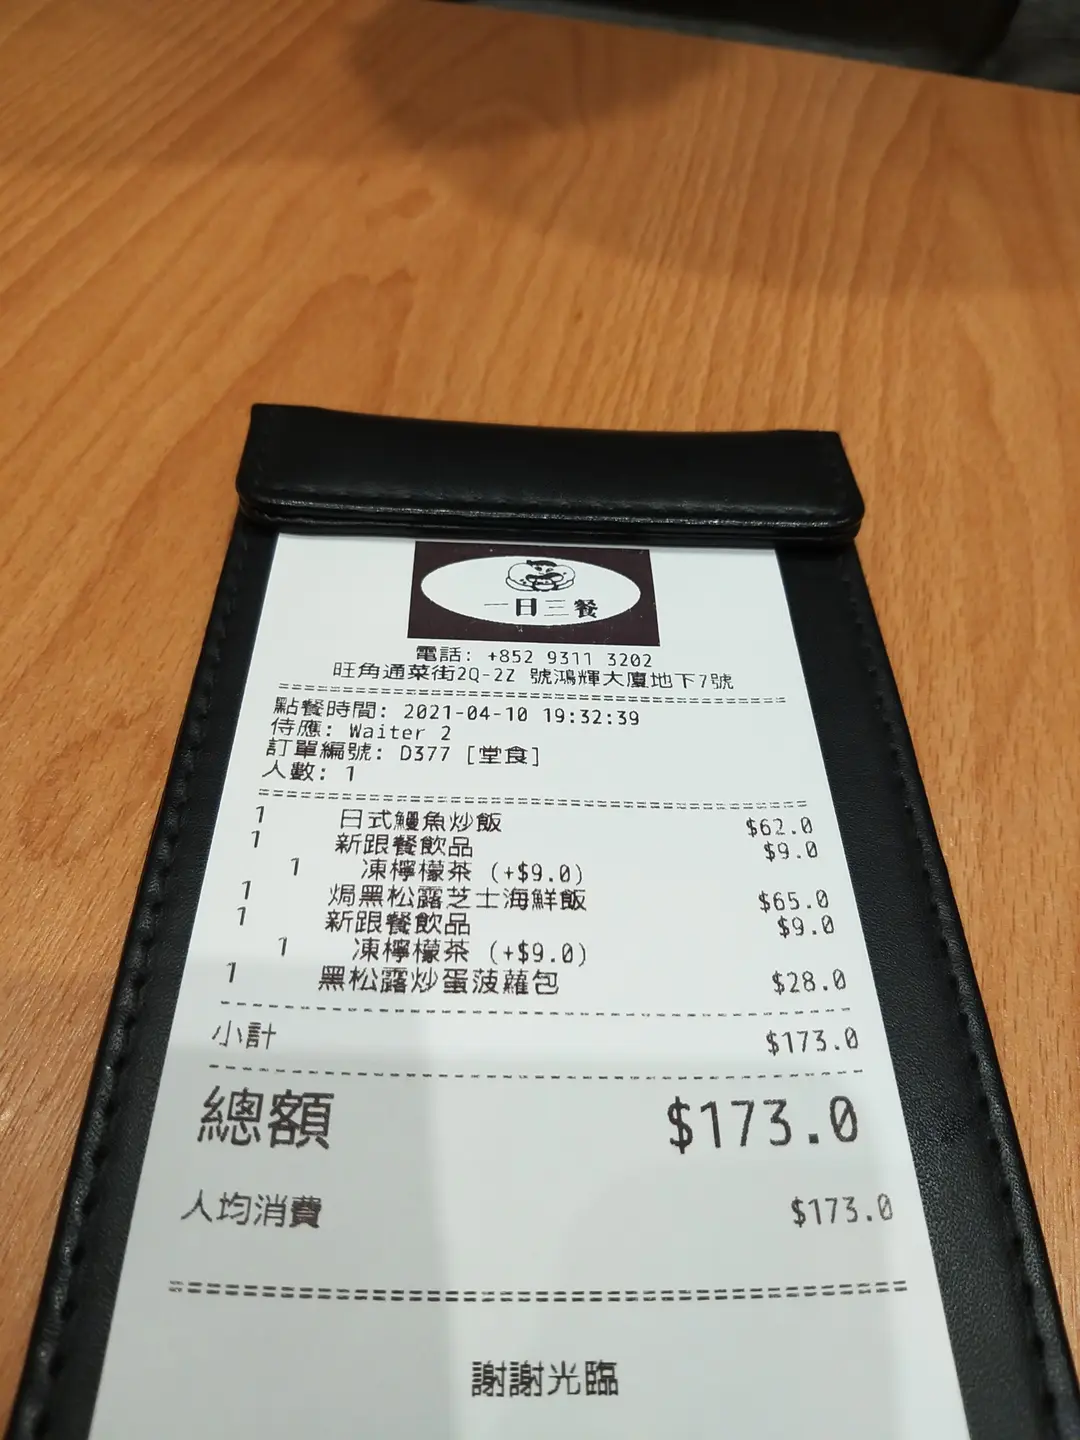 一日三餐
電話: +852 9311 3202
旺角通菜街2Q-2Z 號鴻輝大廈地下7號
點餐時間: 2021-04-10 19:32:39
侍應: Waiter 2
訂單編號: D377 [堂食]
人數: 1
1 日式鰻魚炒飯 $62.0
1 新跟餐飲品 $9.0
1 凍檸檬茶 (+$9.0)
1 焗黑松露芝士海鮮飯 $65.0
1 新跟餐飲品 $9.0
1 凍檸檬茶 (+$9.0)
1 黑松露炒蛋菠蘿包 $28.0
小計 $173.0
總額 $173.0
人均消費 $173.0
謝謝光臨